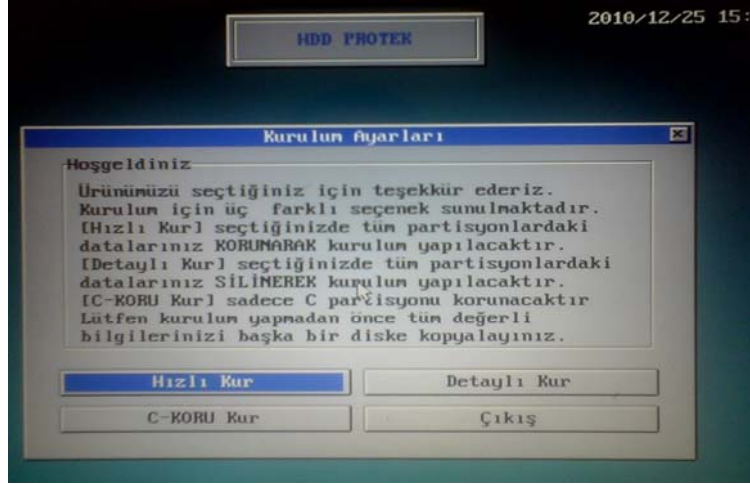 2010/12/25 15:
HDD PROTEK
Kurulum Ayarları
Hoşgeldiniz
Ürünümüzü seçtiğiniz için teşekkür ederiz.
Kurulum için üç farklı seçenek sunulmaktadır.
[Hızlı Kur] seçtiğinizde tüm partisyonlardaki
datalarınız KORUNARAK kurulum yapılacaktır.
[Detaylı Kur] seçtiğinizde tüm partisyonlardaki
datalarınız SİLİNEREK kurulum yapılacaktır.
[C-KORU Kur] sadece C partisyonu korunacaktır
Lütfen kurulum yapmadan önce tüm değerli
bilgilerinizi başka bir diske kopyalayınız.
Hızlı Kur
Detaylı Kur
C-KORU Kur
Çıkış